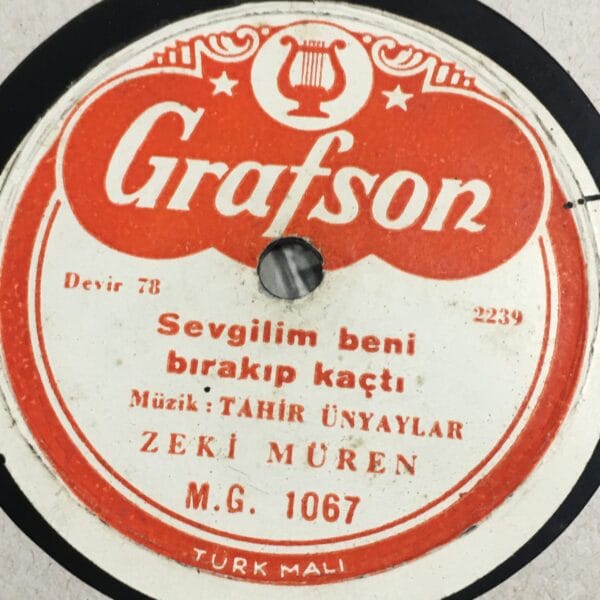 Grafson
Devir 78
2239
Sevgilim beni
bırakıp kaçtı
Müzik : TAHİR ÜNYAYLAR
ZEKİ MÜREN
M.G. 1067
TÜRK MALI